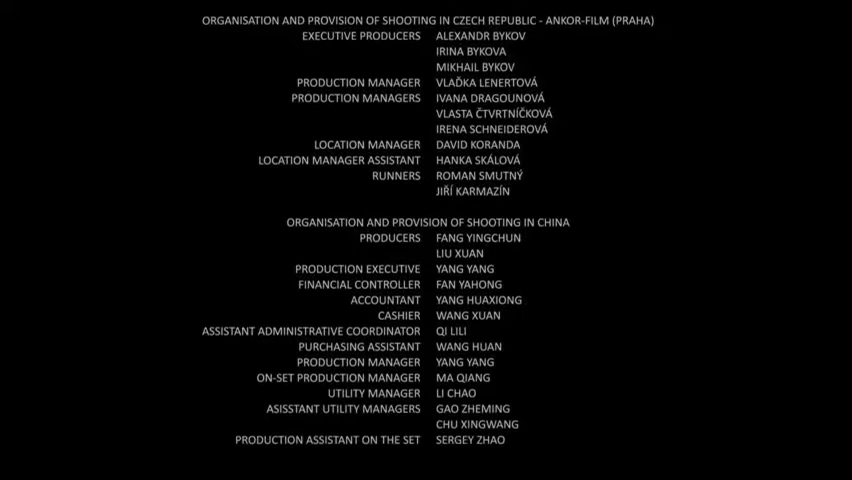 ORGANISATION AND PROVISION OF SHOOTING IN CZECH REPUBLIC - ANKOR-FILM (PRAHA)
EXECUTIVE PRODUCERS ALEXANDR BYKOV
IRINA BYKOVA
MIKHAIL BYKOV
PRODUCTION MANAGER VLAĎKA LENERTOVÁ
PRODUCTION MANAGERS IVANA DRAGOUNOVÁ
VLASTA ČTVRTNÍČKOVÁ
IRENA SCHNEIDEROVÁ
LOCATION MANAGER DAVID KORANDA
LOCATION MANAGER ASSISTANT HANKA SKÁLOVÁ
RUNNERS ROMAN SMUTNÝ
JIŘÍ KARMAZÍN
ORGANISATION AND PROVISION OF SHOOTING IN CHINA
PRODUCERS FANG YINGCHUN
LIU XUAN
PRODUCTION EXECUTIVE YANG YANG
FINANCIAL CONTROLLER FAN YAHONG
ACCOUNTANT YANG HUAXIONG
CASHIER WANG XUAN
ASSISTANT ADMINISTRATIVE COORDINATOR QI LILI
PURCHASING ASSISTANT WANG HUAN
PRODUCTION MANAGER YANG YANG
ON-SET PRODUCTION MANAGER MA QIANG
UTILITY MANAGER LI CHAO
ASISSTANT UTILITY MANAGERS GAO ZHEMING
CHU XINGWANG
PRODUCTION ASSISTANT ON THE SET SERGEY ZHAO